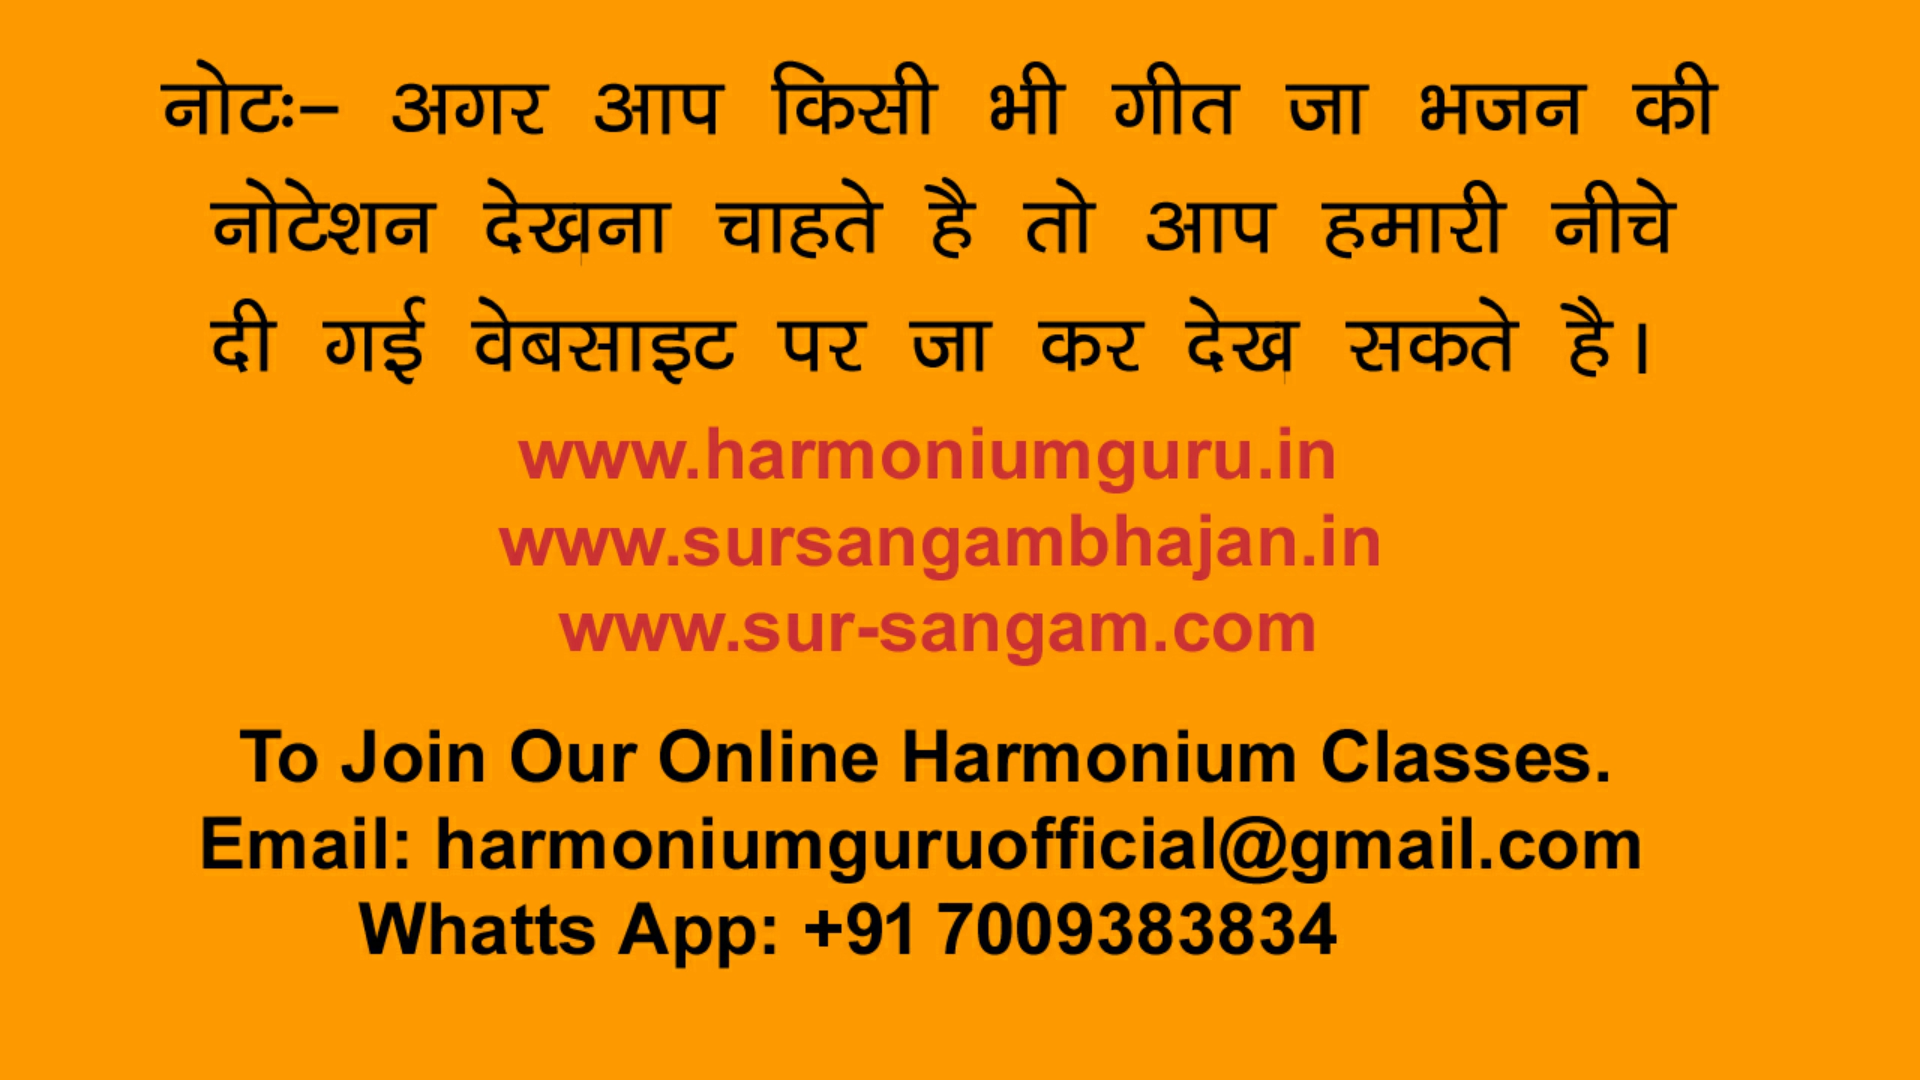 नोटः– अगर आप किसी भी गीत जा भजन की
नोटेशन देखना चाहते है तो आप हमारी नीचे
दी गई वेबसाइट पर जा कर देख सकते है।
www.harmoniumguru.in
www.sursangambhajan.in
www.sur-sangam.com
To Join Our Online Harmonium Classes.
Email: harmoniumguruofficial@gmail.com
Whatts App: +91 7009383834